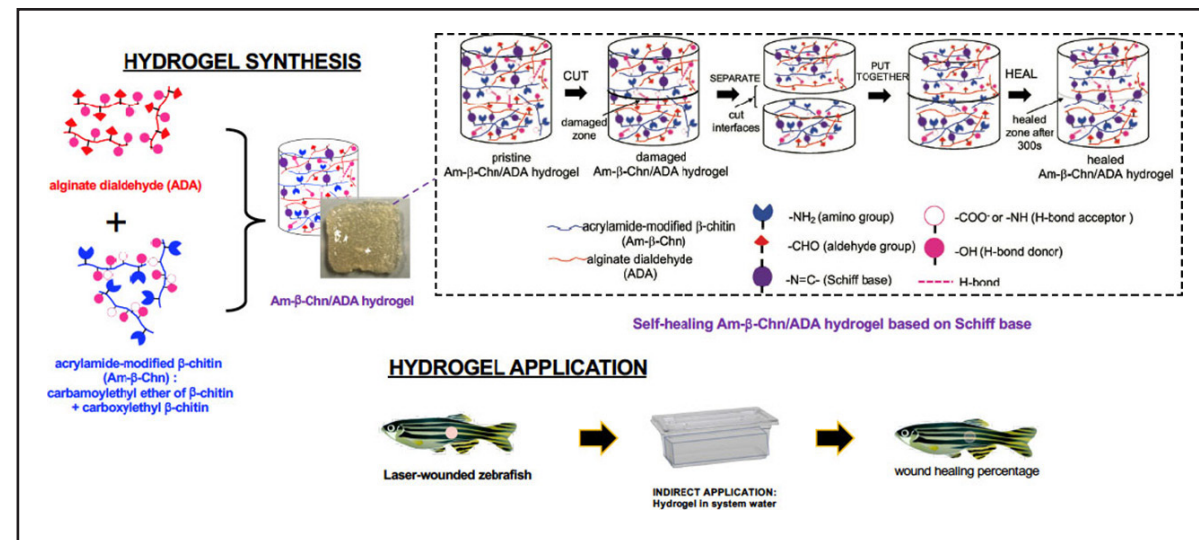 HYDROGEL SYNTHESIS
alginate dialdehyde (ADA)
+
acrylamide-modified β-chitin
(Am-β-Chn) :
carbamoylethyl ether of β-chitin
+ carboxylethyl β-chitin
Am-β-Chn/ADA hydrogel
CUT
damaged
zone
SEPARATE
cut
interfaces
PUT
TOGETHER
HEAL
healed
zone after
300s
pristine
Am-β-Chn/ADA hydrogel
damaged
Am-β-Chn/ADA hydrogel
healed
Am-β-Chn/ADA hydrogel
acrylamide-modified β-chitin
(Am-β-Chn)
alginate dialdehyde
(ADA)
-NH₂ (amino group)
-CHO (aldehyde group)
-N=C- (Schiff base)
-COO⁻ or -NH (H-bond acceptor )
-OH (H-bond donor)
H-bond
Self-healing Am-β-Chn/ADA hydrogel based on Schiff base
HYDROGEL APPLICATION
Laser-wounded zebrafish
INDIRECT APPLICATION:
Hydrogel in system water
wound healing percentage